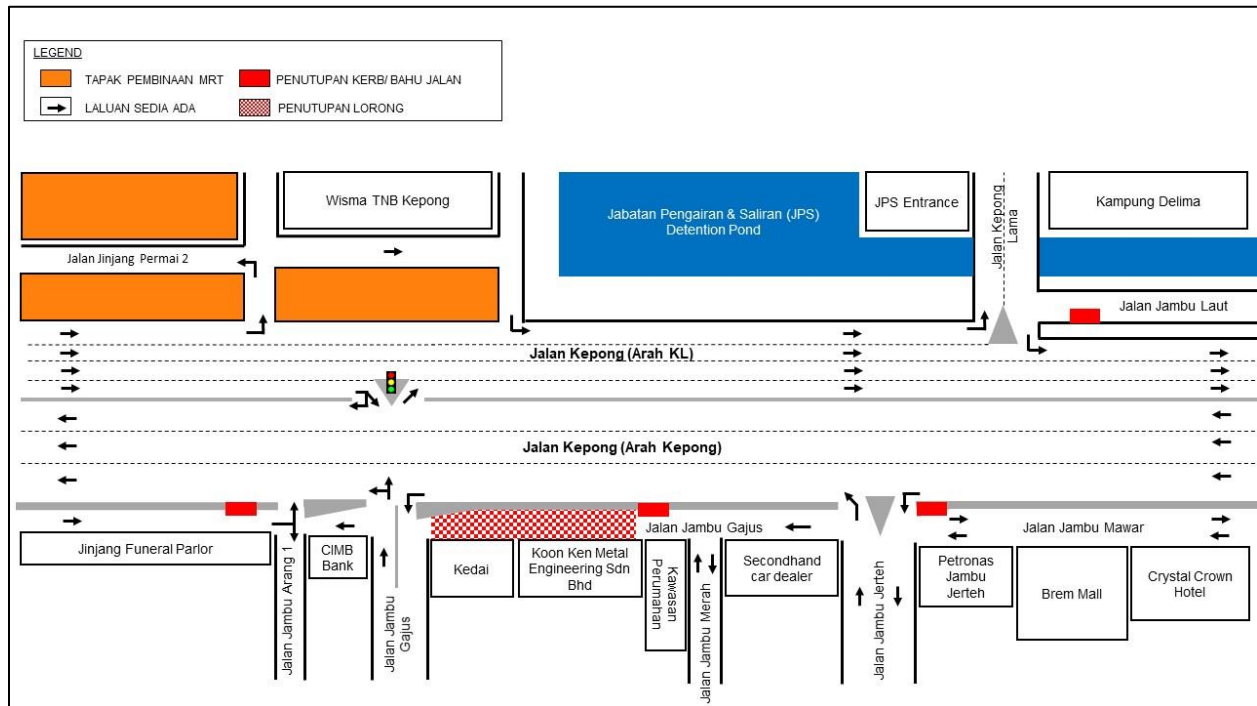 LEGEND
TAPAK PEMBINAAN MRT
PENUTUPAN KERB/ BAHU JALAN
LALUAN SEDIA ADA
PENUTUPAN LORONG
Wisma TNB Kepong
Jabatan Pengairan & Saliran (JPS)
Detention Pond
JPS Entrance
Jalan Kepong
Lama
Kampung Delima
Jalan Jinjang Permai 2
Jalan Jambu Laut
Jalan Kepong (Arah KL)
Jalan Kepong (Arah Kepong)
Jalan Jambu Gajus
Jalan Jambu Mawar
Jinjang Funeral Parlor
Jalan Jambu Arang 1
CIMB
Bank
Jalan Jambu
Gajus
Kedai
Koon Ken Metal
Engineering Sdn
Bhd
Kawasan
Perumahan
Jalan Jambu Merah
Secondhand
car dealer
Jalan Jambu Jerteh
Petronas
Jambu
Jerteh
Brem Mall
Crystal Crown
Hotel